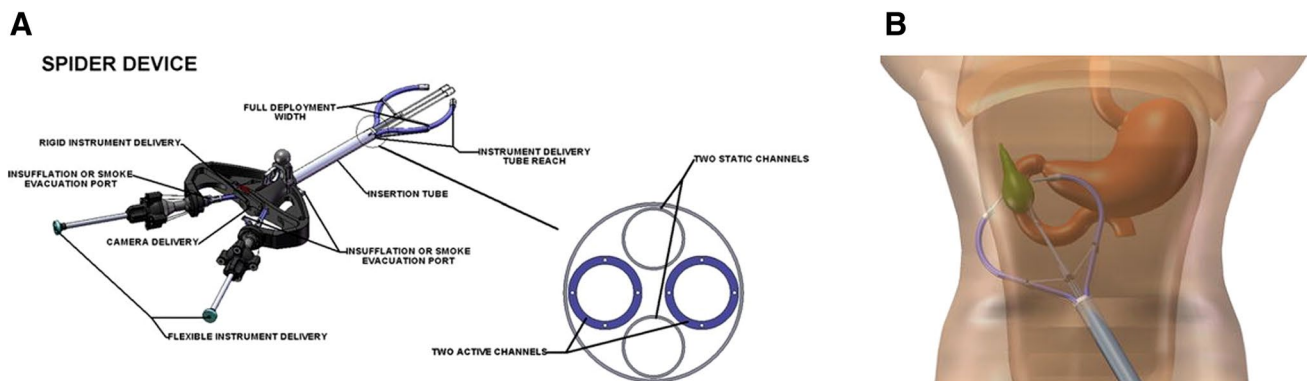 A
B
SPIDER DEVICE
FULL DEPLOYMENT
WIDTH
RIGID INSTRUMENT DELIVERY
INSUFFLATION OR SMOKE
EVACUATION PORT
INSTRUMENT DELIVERY
TUBE REACH
TWO STATIC CHANNELS
INSERTION TUBE
CAMERA DELIVERY
INSUFFLATION OR SMOKE
EVACUATION PORT
FLEXIBLE INSTRUMENT DELIVERY
TWO ACTIVE CHANNELS